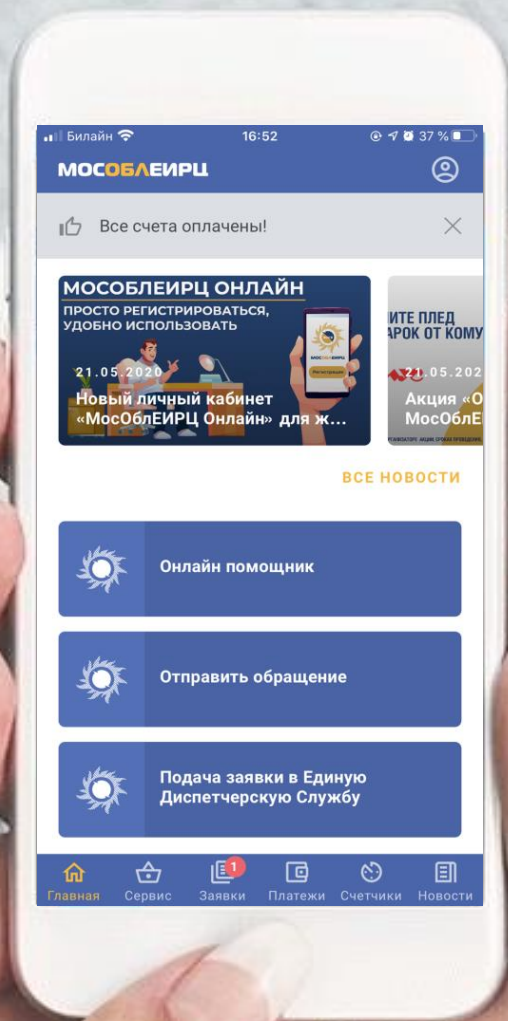 Билайн
16:52
37 %
МОСОБЛЕИРЦ
Все счета оплачены!
МОСОБЛЕИРЦ ОНЛАЙН
ПРОСТО РЕГИСТРИРОВАТЬСЯ,
УДОБНО ИСПОЛЬЗОВАТЬ
Регистрация
21.05.2020
Новый личный кабинет
«МосОблЕИРЦ Онлайн» для ж...
ИТЕ ПЛЕД
АРОК ОТ КОМУ
21.05.202
Акция «О
МосОблЕ
ВСЕ НОВОСТИ
Онлайн помощник
Отправить обращение
Подача заявки в Единую
Диспетчерскую Службу
1
Главная Сервис Заявки Платежи Счетчики Новости